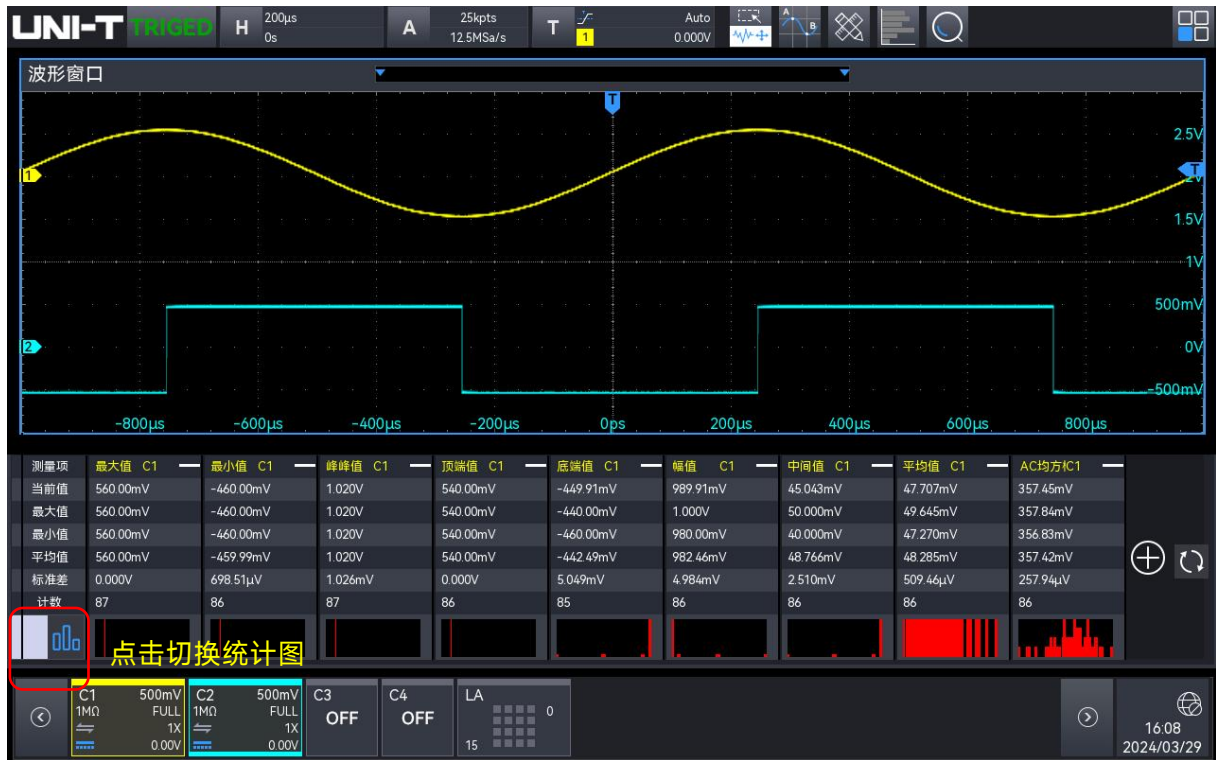 UNI-T TRIGED H 200μs 0s A 25kpts 12.5MSa/s T 1 Auto 0.000V A B
波形窗口
T
2.5V
1 T
2V
1.5V
1V
500mV
2 0V
-500mV
-800μs -600μs -400μs -200μs 0ps 200μs 400μs 600μs 800μs
测量项 最大值 C1 最小值 C1 峰峰值 C1 顶端值 C1 底端值 C1 幅值 C1 中间值 C1 平均值 C1 AC均方根C1
当前值 560.00mV -460.00mV 1.020V 540.00mV -449.91mV 989.91mV 45.043mV 47.707mV 357.45mV
最大值 560.00mV -460.00mV 1.020V 540.00mV -440.00mV 1.000V 50.000mV 49.645mV 357.84mV
最小值 560.00mV -460.00mV 1.020V 540.00mV -460.00mV 980.00mV 40.000mV 47.270mV 356.83mV
平均值 560.00mV -459.99mV 1.020V 540.00mV -442.49mV 982.46mV 48.766mV 48.285mV 357.42mV
标准差 0.000V 698.51μV 1.026mV 0.000V 5.049mV 4.984mV 2.510mV 509.46μV 257.94μV
计数 87 86 87 86 85 86 86 86 86
点击切换统计图
C1 500mV C2 500mV C3 C4 LA
1MΩ FULL 1MΩ FULL OFF OFF 0
1X 1X
0.00V 0.00V 15
16:08
2024/03/29